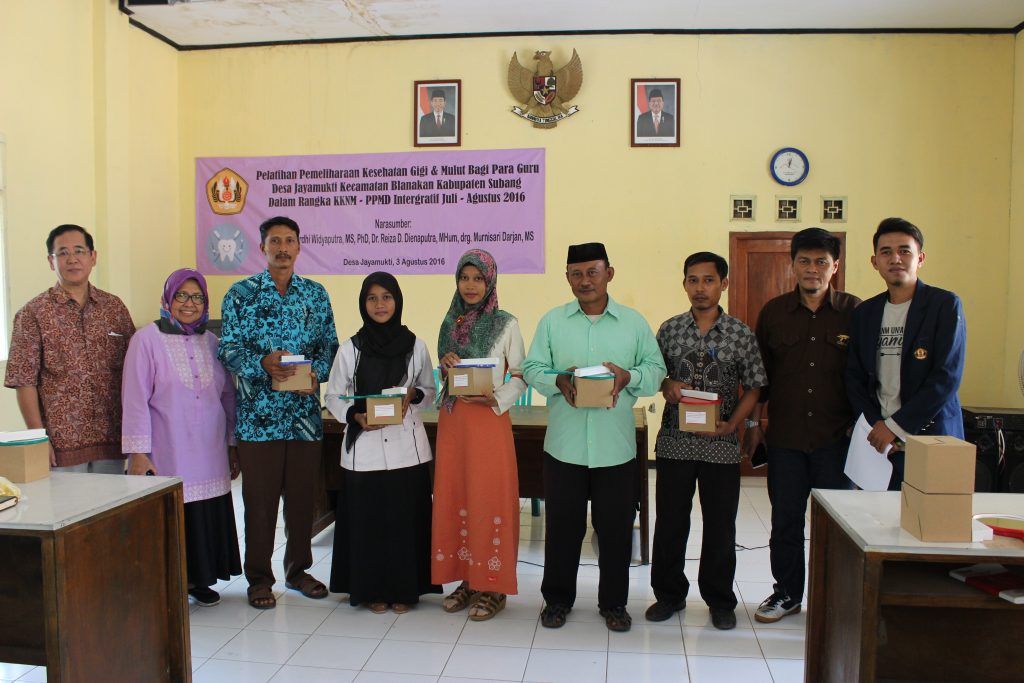 Pelatihan Pemeliharaan Kesehatan Gigi & Mulut Bagi Para Guru
Desa Jayamukti Kecamatan Blanakan Kabupaten Subang
Dalam Rangka KKNM - PPMD Intergratif Juli - Agustus 2016
Narasumber:
Widyaputra, MS, PhD, Dr. Reiza D. Dienaputra, MHum, drg. Murnisari Darjan, MS
Desa Jayamukti, 3 Agustus 2016